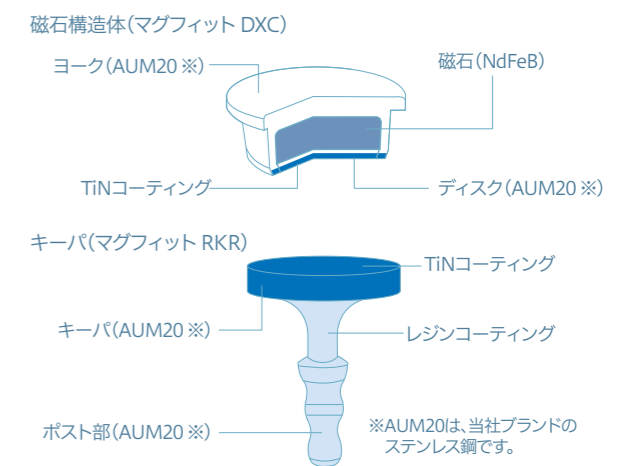 磁石構造体(マグフィット DXC)
ヨーク(AUM20 ※)
磁石(NdFeB)
TiNコーティング
ディスク(AUM20 ※)
キーパ(マグフィット RKR)
TiNコーティング
キーパ(AUM20 ※)
レジンコーティング
ポスト部(AUM20 ※)
※AUM20は、当社ブランドの
ステンレス鋼です。